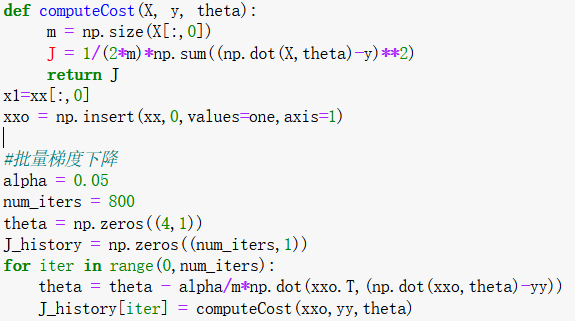 def computeCost(X, y, theta):
    m = np.size(X[:,0])
    J = 1/(2*m)*np.sum((np.dot(X,theta)-y)**2)
    return J
x1=xx[:,0]
xxo = np.insert(xx,0,values=one,axis=1)
#批量梯度下降
alpha = 0.05
num_iters = 800
theta = np.zeros((4,1))
J_history = np.zeros((num_iters,1))
for iter in range(0,num_iters):
    theta = theta - alpha/m*np.dot(xxo.T,(np.dot(xxo,theta)-yy))
    J_history[iter] = computeCost(xxo,yy,theta)